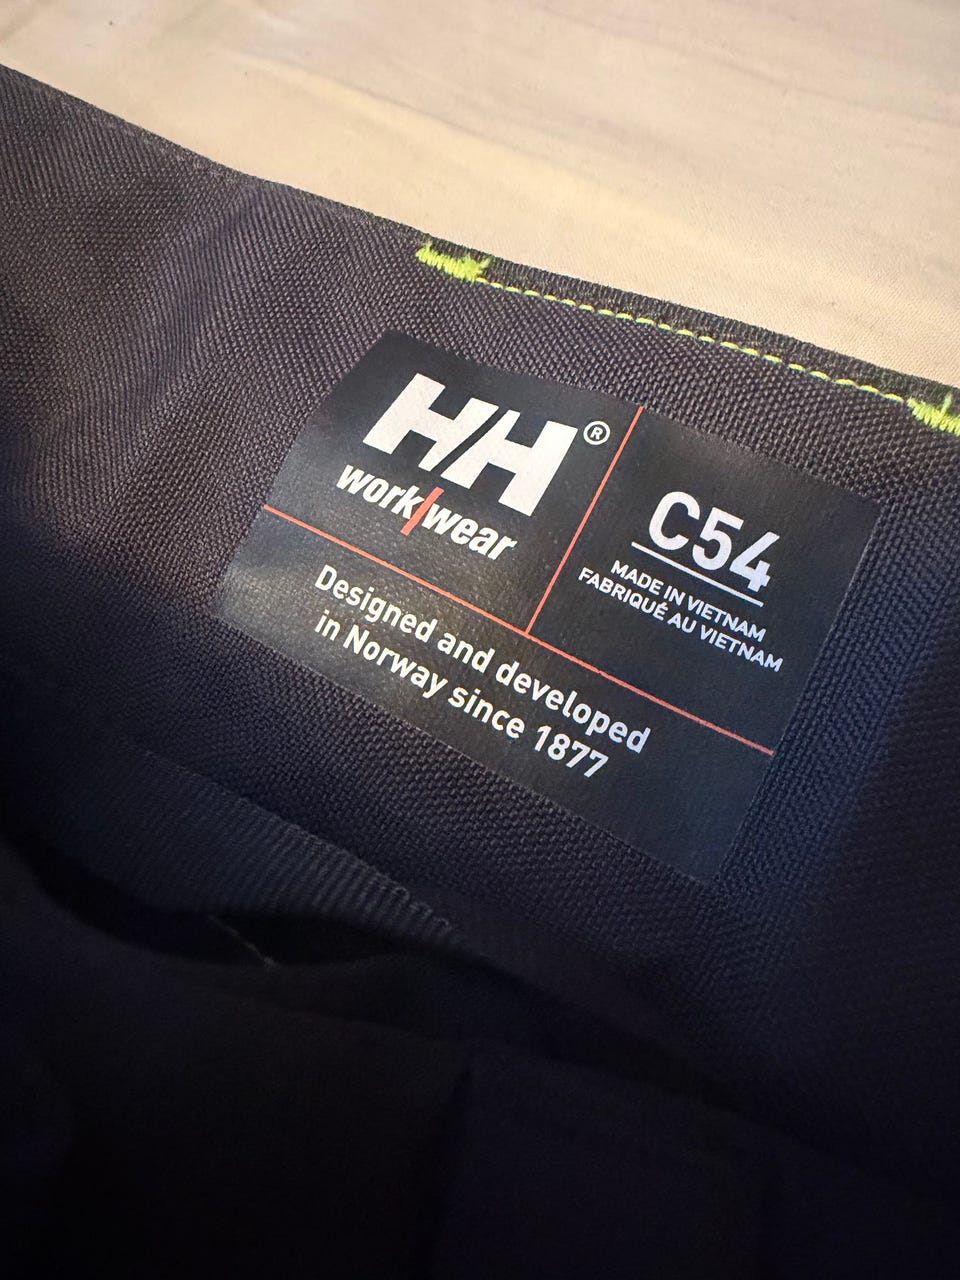 HH®
work/wear
C54
MADE IN VIETNAM
FABRIQUÉ AU VIETNAM
Designed and developed
in Norway since 1877